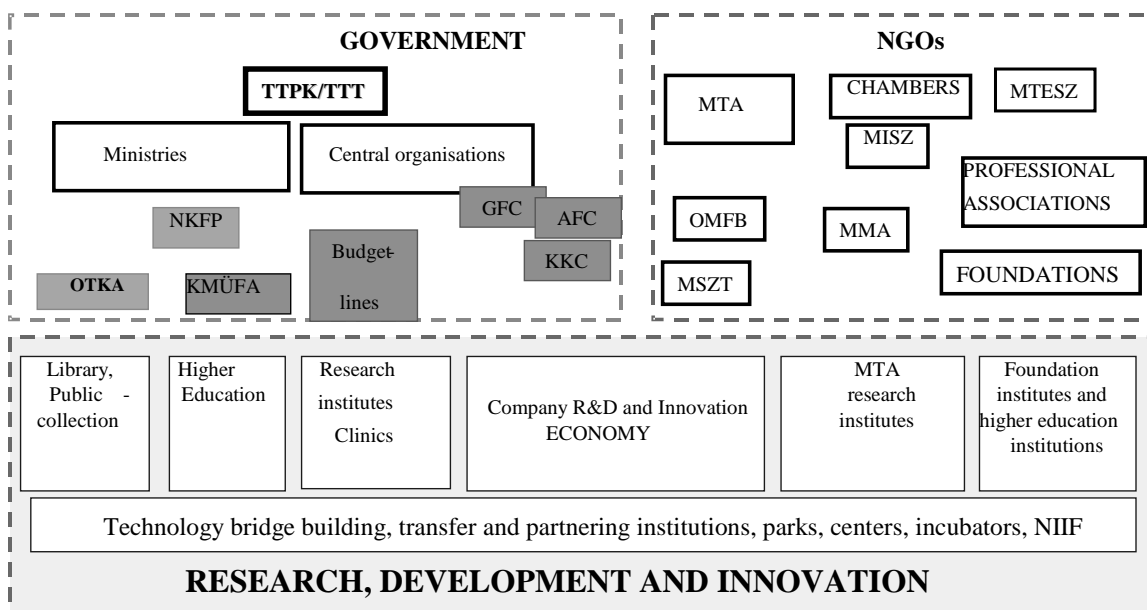 GOVERNMENT
TTPK/TTT
Ministries
Central organisations
NKFP
GFC
AFC
KKC
OTKA
KMÜFA
Budget-
lines
NGOs
MTA
CHAMBERS
MTESZ
MISZ
PROFESSIONAL
ASSOCIATIONS
OMFB
MMA
MSZT
FOUNDATIONS
Library,
Public -
collection
Higher
Education
Research
institutes
Clinics
Company R&D and Innovation
ECONOMY
MTA
research
institutes
Foundation
institutes and
higher education
institutions
Technology bridge building, transfer and partnering institutions, parks, centers, incubators, NIIF
RESEARCH, DEVELOPMENT AND INNOVATION